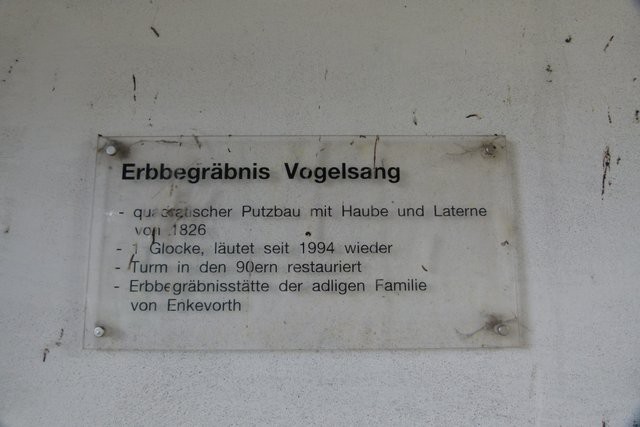 Erbbegräbnis Vogelsang
- quadratischer Putzbau mit Haube und Laterne
von 1826
- 1 Glocke, läutet seit 1994 wieder
- Turm in den 90ern restauriert
- Erbbegräbnisstätte der adligen Familie
von Enkevorth